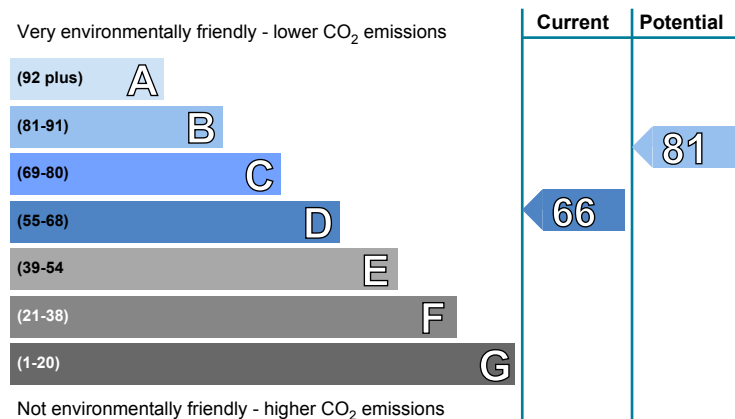 Very environmentally friendly - lower CO₂ emissions
Current
Potential
(92 plus) A
(81-91) B
(69-80) C
(55-68) D
(39-54 E
(21-38) F
(1-20) G
81
66
Not environmentally friendly - higher CO₂ emissions